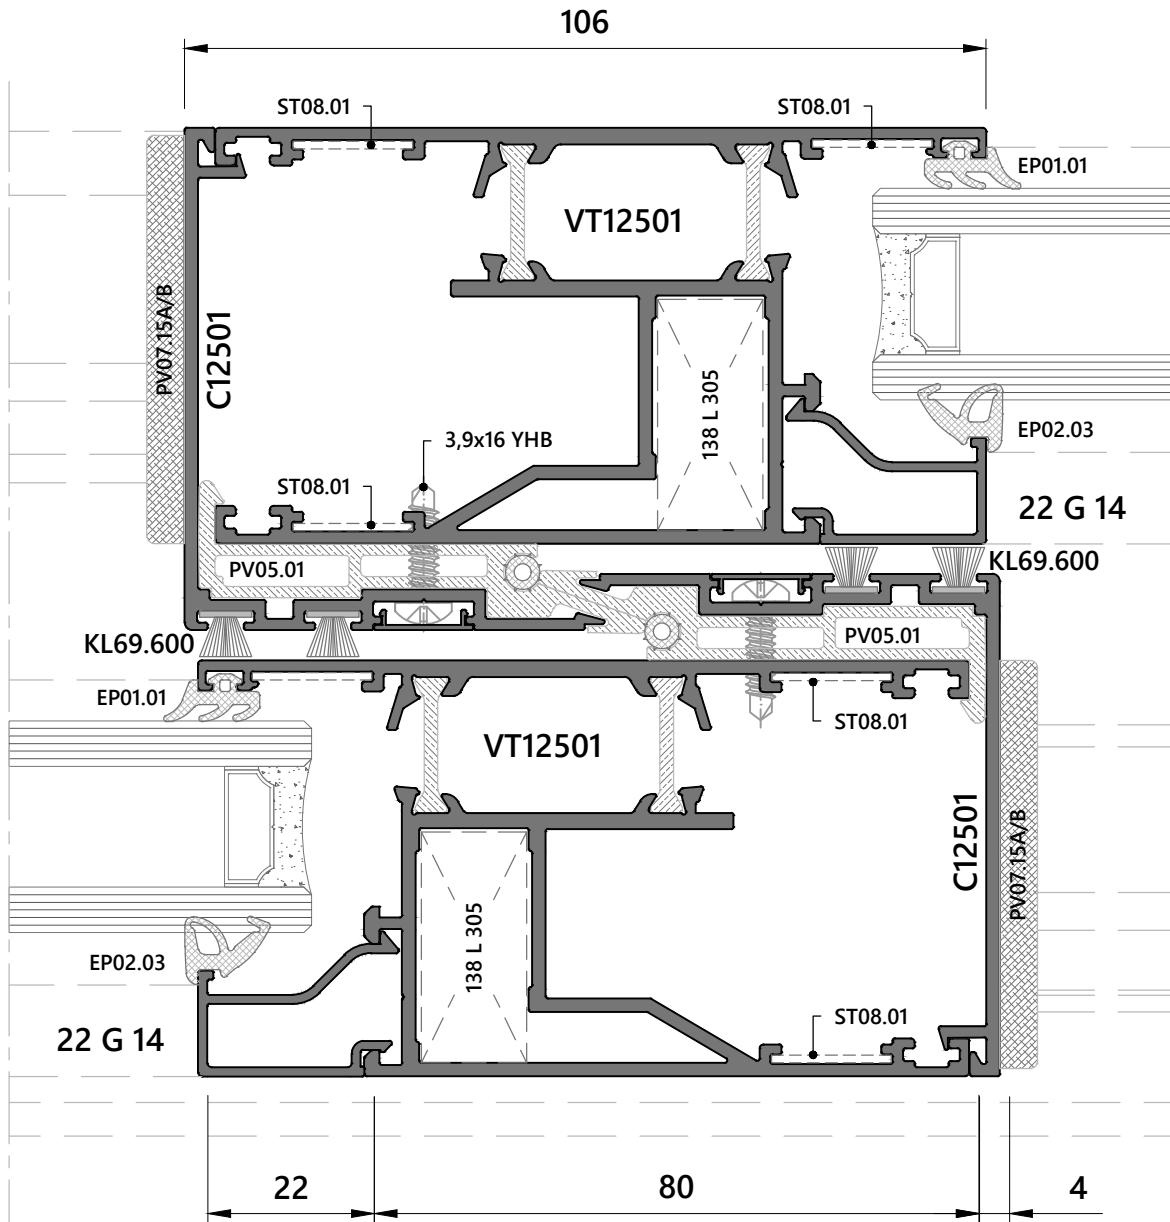 106
ST08.01
ST08.01
EP01.01
VT12501
PV07.15A/B
C12501
138 L 305
EP02.03
3,9x16 YHB
ST08.01
22 G 14
PV05.01
KL69.600
KL69.600
PV05.01
EP01.01
ST08.01
VT12501
C12501
PV07.15A/B
138 L 305
EP02.03
ST08.01
22 G 14
22
80
4